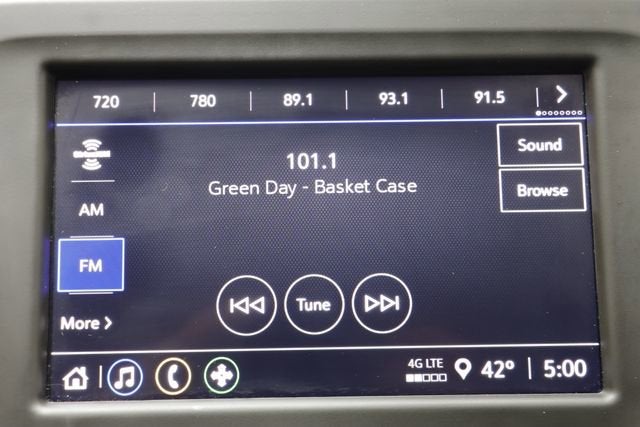 720 780 89.1 93.1 91.5
Sound
101.1
Green Day - Basket Case
Browse
AM
FM
Tune
More
4G LTE
42° 5:00